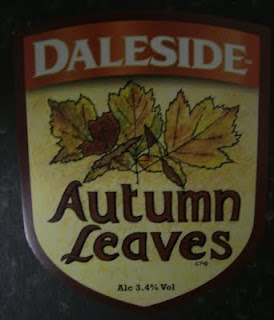 DALESIDE
Autumn
Leaves
Alc 3.4% Vol